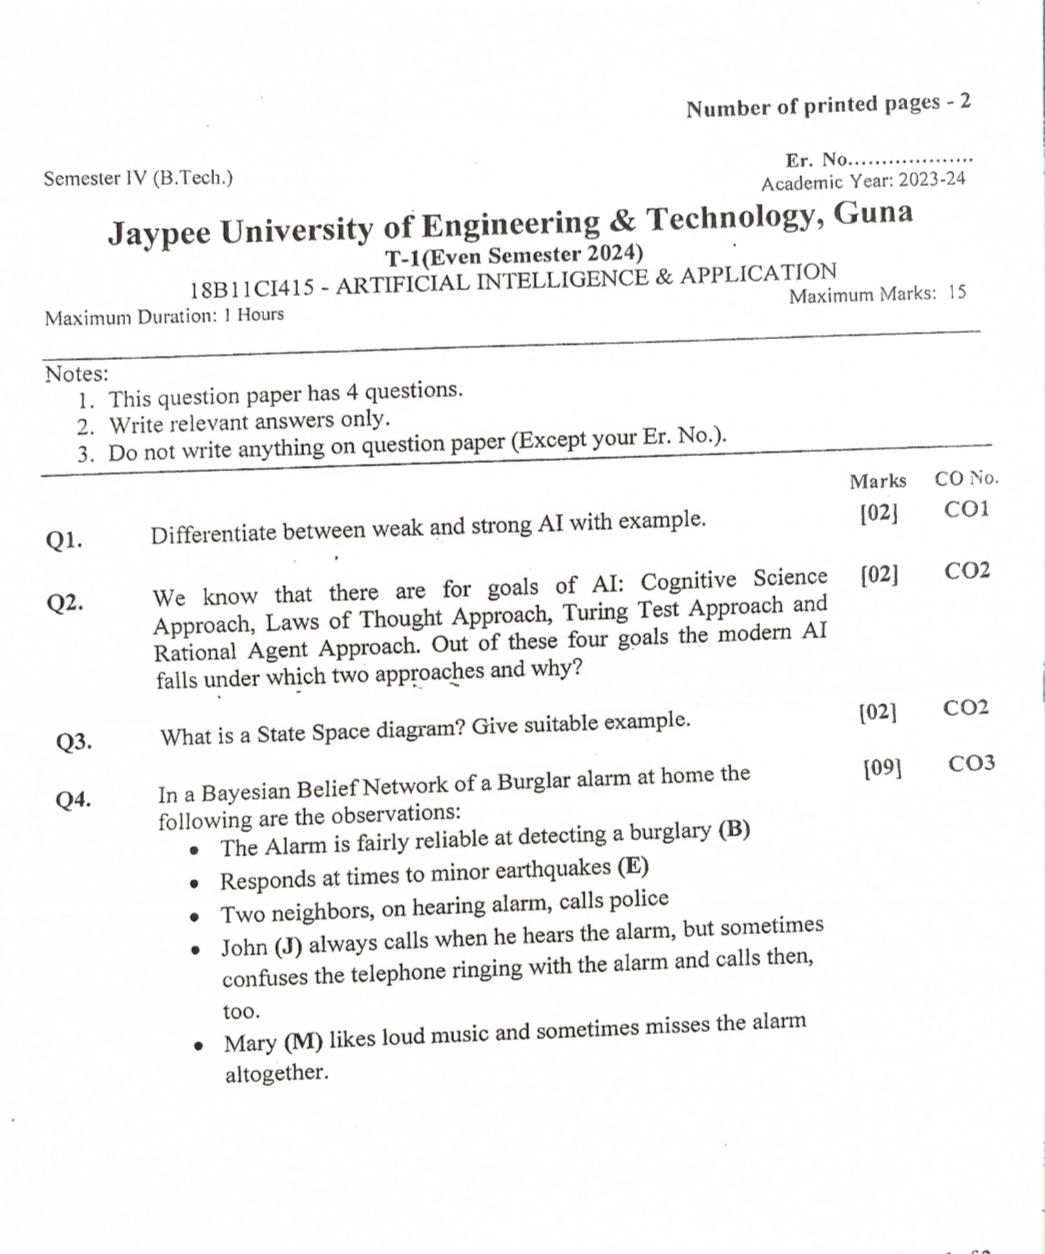 Number of printed pages - 2
Er. No...................
Semester IV (B.Tech.)
Academic Year: 2023-24
Jaypee University of Engineering & Technology, Guna
T-1(Even Semester 2024)
18B11CI415 - ARTIFICIAL INTELLIGENCE & APPLICATION
Maximum Duration: 1 Hours
Maximum Marks: 15
Notes:
1. This question paper has 4 questions.
2. Write relevant answers only.
3. Do not write anything on question paper (Except your Er. No.).
Marks CO No.
Q1. Differentiate between weak and strong AI with example. [02] CO1
Q2. We know that there are for goals of AI: Cognitive Science [02] CO2
Approach, Laws of Thought Approach, Turing Test Approach and
Rational Agent Approach. Out of these four goals the modern AI
falls under which two approaches and why?
Q3. What is a State Space diagram? Give suitable example. [02] CO2
Q4. In a Bayesian Belief Network of a Burglar alarm at home the [09] CO3
following are the observations:
• The Alarm is fairly reliable at detecting a burglary (B)
• Responds at times to minor earthquakes (E)
• Two neighbors, on hearing alarm, calls police
• John (J) always calls when he hears the alarm, but sometimes
confuses the telephone ringing with the alarm and calls then,
too.
• Mary (M) likes loud music and sometimes misses the alarm
altogether.